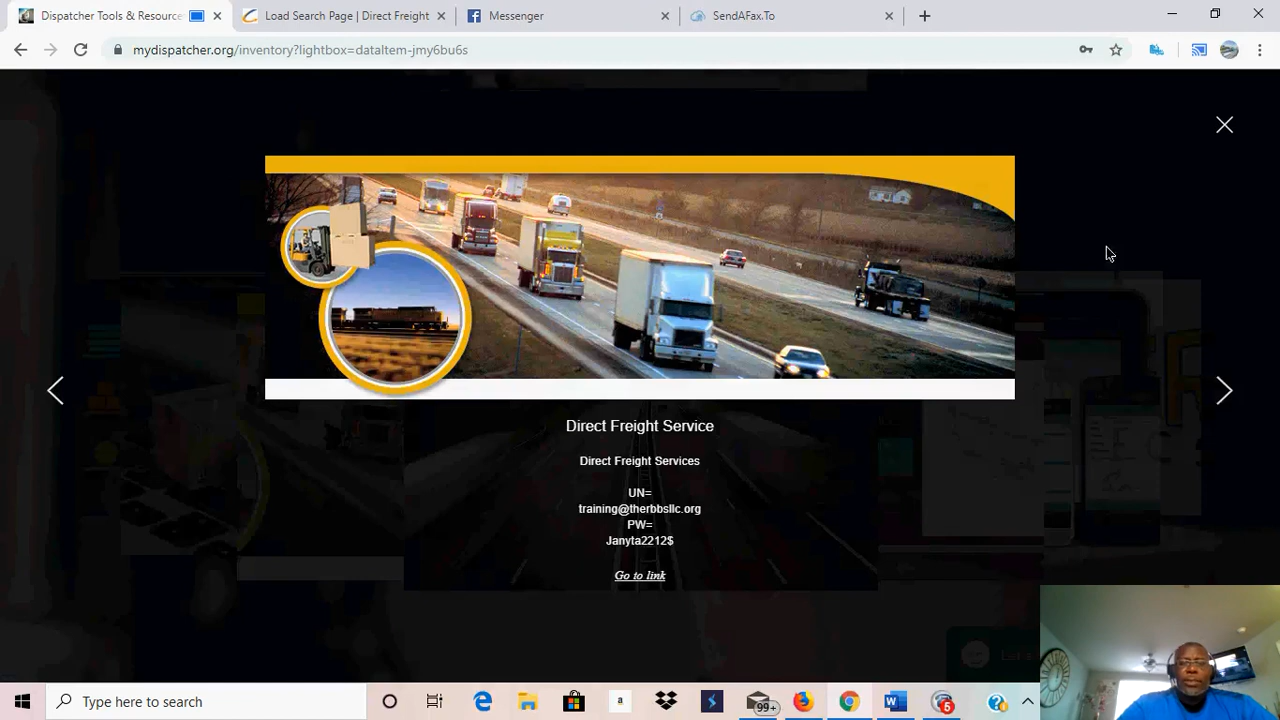 Dispatcher Tools & Resource
Load Search Page | Direct Freight
Messenger
SendAFax.To
mydispatcher.org/inventory?lightbox=dataItem-jmy6bu6s
Direct Freight Service
Direct Freight Services
UN=
training@therbbsllc.org
PW=
Janyta2212$
Go to link
Type here to search
a
99+
5